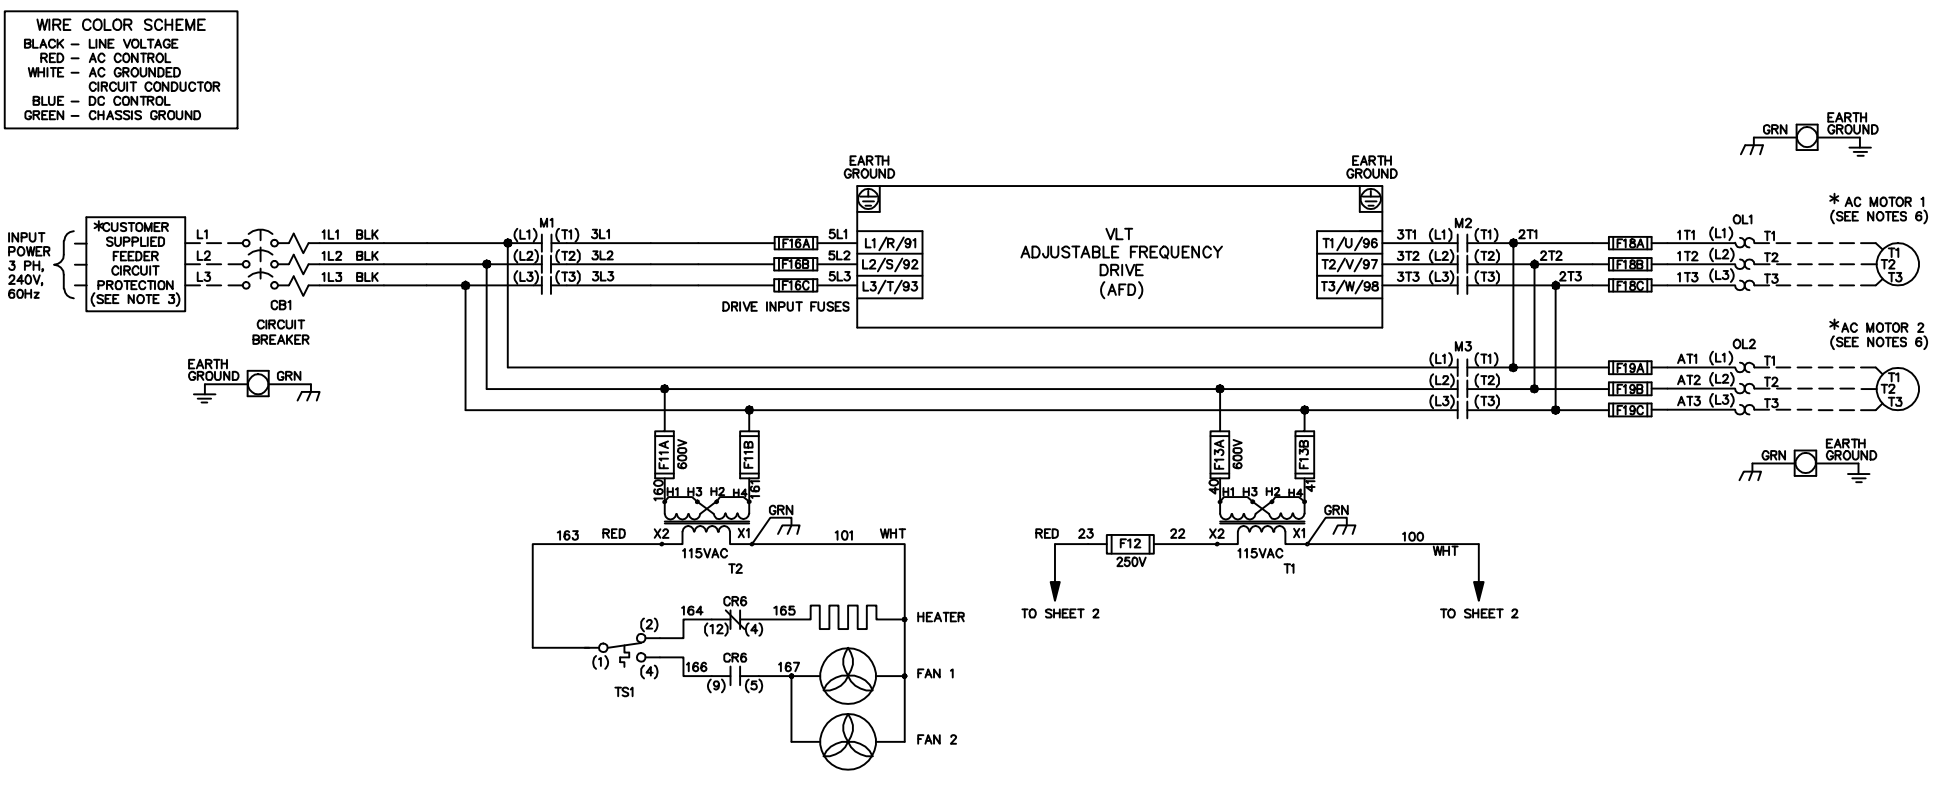 WIRE COLOR SCHEME
BLACK – LINE VOLTAGE
RED – AC CONTROL
WHITE – AC GROUNDED
CIRCUIT CONDUCTOR
BLUE – DC CONTROL
GREEN – CHASSIS GROUND
GRN
EARTH
GROUND
INPUT
POWER
3 PH,
240V,
60Hz
*CUSTOMER
SUPPLIED
FEEDER
CIRCUIT
PROTECTION
(SEE NOTE 3)
L1
L2
L3
CB1
CIRCUIT
BREAKER
1L1 BLK
1L2 BLK
1L3 BLK
M1
(L1) (T1) 3L1
(L2) (T2) 3L2
(L3) (T3) 3L3
F16A
F16B
F16C
DRIVE INPUT FUSES
5L1
5L2
5L3
EARTH
GROUND
L1/R/91
L2/S/92
L3/T/93
VLT
ADJUSTABLE FREQUENCY
DRIVE
(AFD)
EARTH
GROUND
T1/U/96
T2/V/97
T3/W/98
M2
3T1 (L1) (T1) 2T1
3T2 (L2) (T2) 2T2
3T3 (L3) (T3) 2T3
F18A
F18B
F18C
OL1
1T1 (L1) T1
1T2 (L2) T2
1T3 (L3) T3
* AC MOTOR 1
(SEE NOTES 6)
T1
T2
T3
EARTH
GROUND
GRN
M3
(L1) (T1)
(L2) (T2)
(L3) (T3)
F19A
F19B
F19C
OL2
AT1 (L1) T1
AT2 (L2) T2
AT3 (L3) T3
*AC MOTOR 2
(SEE NOTES 6)
T1
T2
T3
GRN
EARTH
GROUND
F11A
600V
F11B
160
161
H1 H3 H2 H4
GRN
163 RED X2 X1 101 WHT
115VAC
T2
F13A
600V
F13B
40
41
H1 H3 H2 H4
GRN
RED 23 F12 22 X2 X1 100
WHT
250V
115VAC
T1
TO SHEET 2
TO SHEET 2
(1)
(2)
(4)
TS1
164 CR6 165
(12) (4)
HEATER
166 CR6 167
(9) (5)
FAN 1
FAN 2